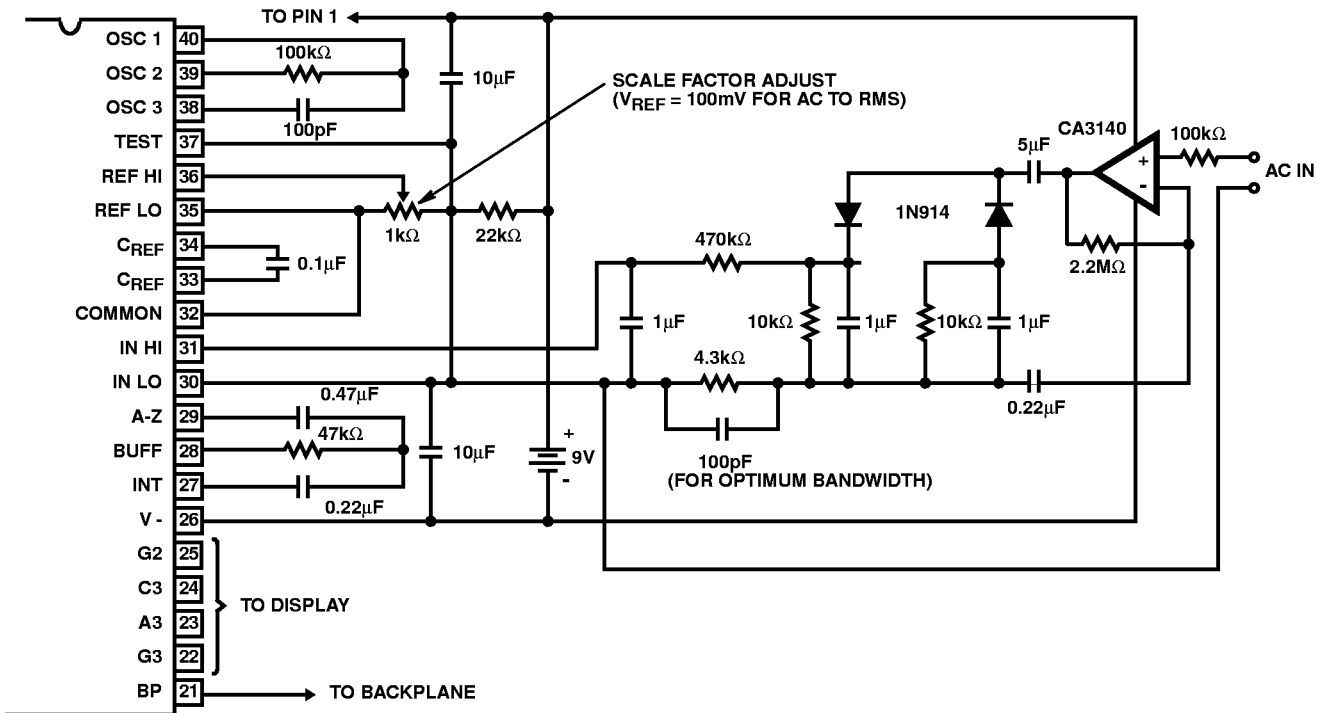 TO PIN 1
OSC 1 40
100kΩ
OSC 2 39
OSC 3 38
100pF
10μF
SCALE FACTOR ADJUST
(VREF = 100mV FOR AC TO RMS)
TEST 37
REF HI 36
REF LO 35
1kΩ
22kΩ
CREF 34
0.1μF
CREF 33
COMMON 32
IN HI 31
IN LO 30
0.47μF
A-Z 29
47kΩ
BUFF 28
INT 27
0.22μF
V - 26
10μF
+
9V
-
G2 25
C3 24
A3 23
G3 22
TO DISPLAY
BP 21
TO BACKPLANE
CA3140
+
-
100kΩ
AC IN
5μF
1N914
2.2MΩ
470kΩ
1μF
10kΩ
1μF
10kΩ
1μF
4.3kΩ
0.22μF
100pF
(FOR OPTIMUM BANDWIDTH)